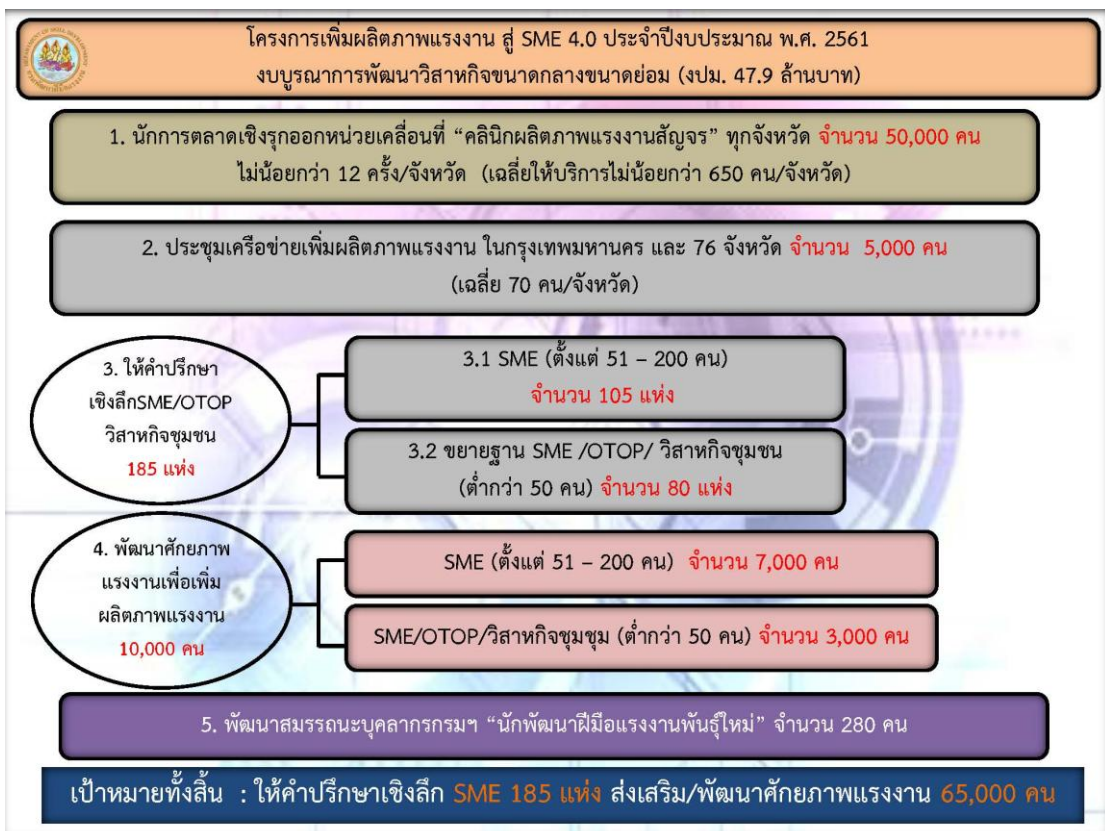 โครงการเพิ่มผลิตภาพแรงงาน สู่ SME 4.0 ประจำปีงบประมาณ พ.ศ. 2561
งบบูรณาการพัฒนาวิสาหกิจขนาดกลางขนาดย่อม (งปม. 47.9 ล้านบาท)
1. นักการตลาดเชิงรุกออกหน่วยเคลื่อนที่ “คลินิกผลิตภาพแรงงานสัญจร” ทุกจังหวัด จำนวน 50,000 คน
ไม่น้อยกว่า 12 ครั้ง/จังหวัด (เฉลี่ยให้บริการไม่น้อยกว่า 650 คน/จังหวัด)
2. ประชุมเครือข่ายเพิ่มผลิตภาพแรงงาน ในกรุงเทพมหานคร และ 76 จังหวัด จำนวน 5,000 คน
(เฉลี่ย 70 คน/จังหวัด)
3. ให้คำปรึกษา
เชิงลึกSME/OTOP
วิสาหกิจชุมชน
185 แห่ง
3.1 SME (ตั้งแต่ 51 – 200 คน)
จำนวน 105 แห่ง
3.2 ขยายฐาน SME /OTOP/ วิสาหกิจชุมชน
(ต่ำกว่า 50 คน) จำนวน 80 แห่ง
4. พัฒนาศักยภาพ
แรงงานเพื่อเพิ่ม
ผลิตภาพแรงงาน
10,000 คน
SME (ตั้งแต่ 51 – 200 คน) จำนวน 7,000 คน
SME/OTOP/วิสาหกิจชุมชุม (ต่ำกว่า 50 คน) จำนวน 3,000 คน
5. พัฒนาสมรรถนะบุคลากรกรมฯ “นักพัฒนาฝีมือแรงงานพันธุ์ใหม่” จำนวน 280 คน
เป้าหมายทั้งสิ้น : ให้คำปรึกษาเชิงลึก SME 185 แห่ง ส่งเสริม/พัฒนาศักยภาพแรงงาน 65,000 คน